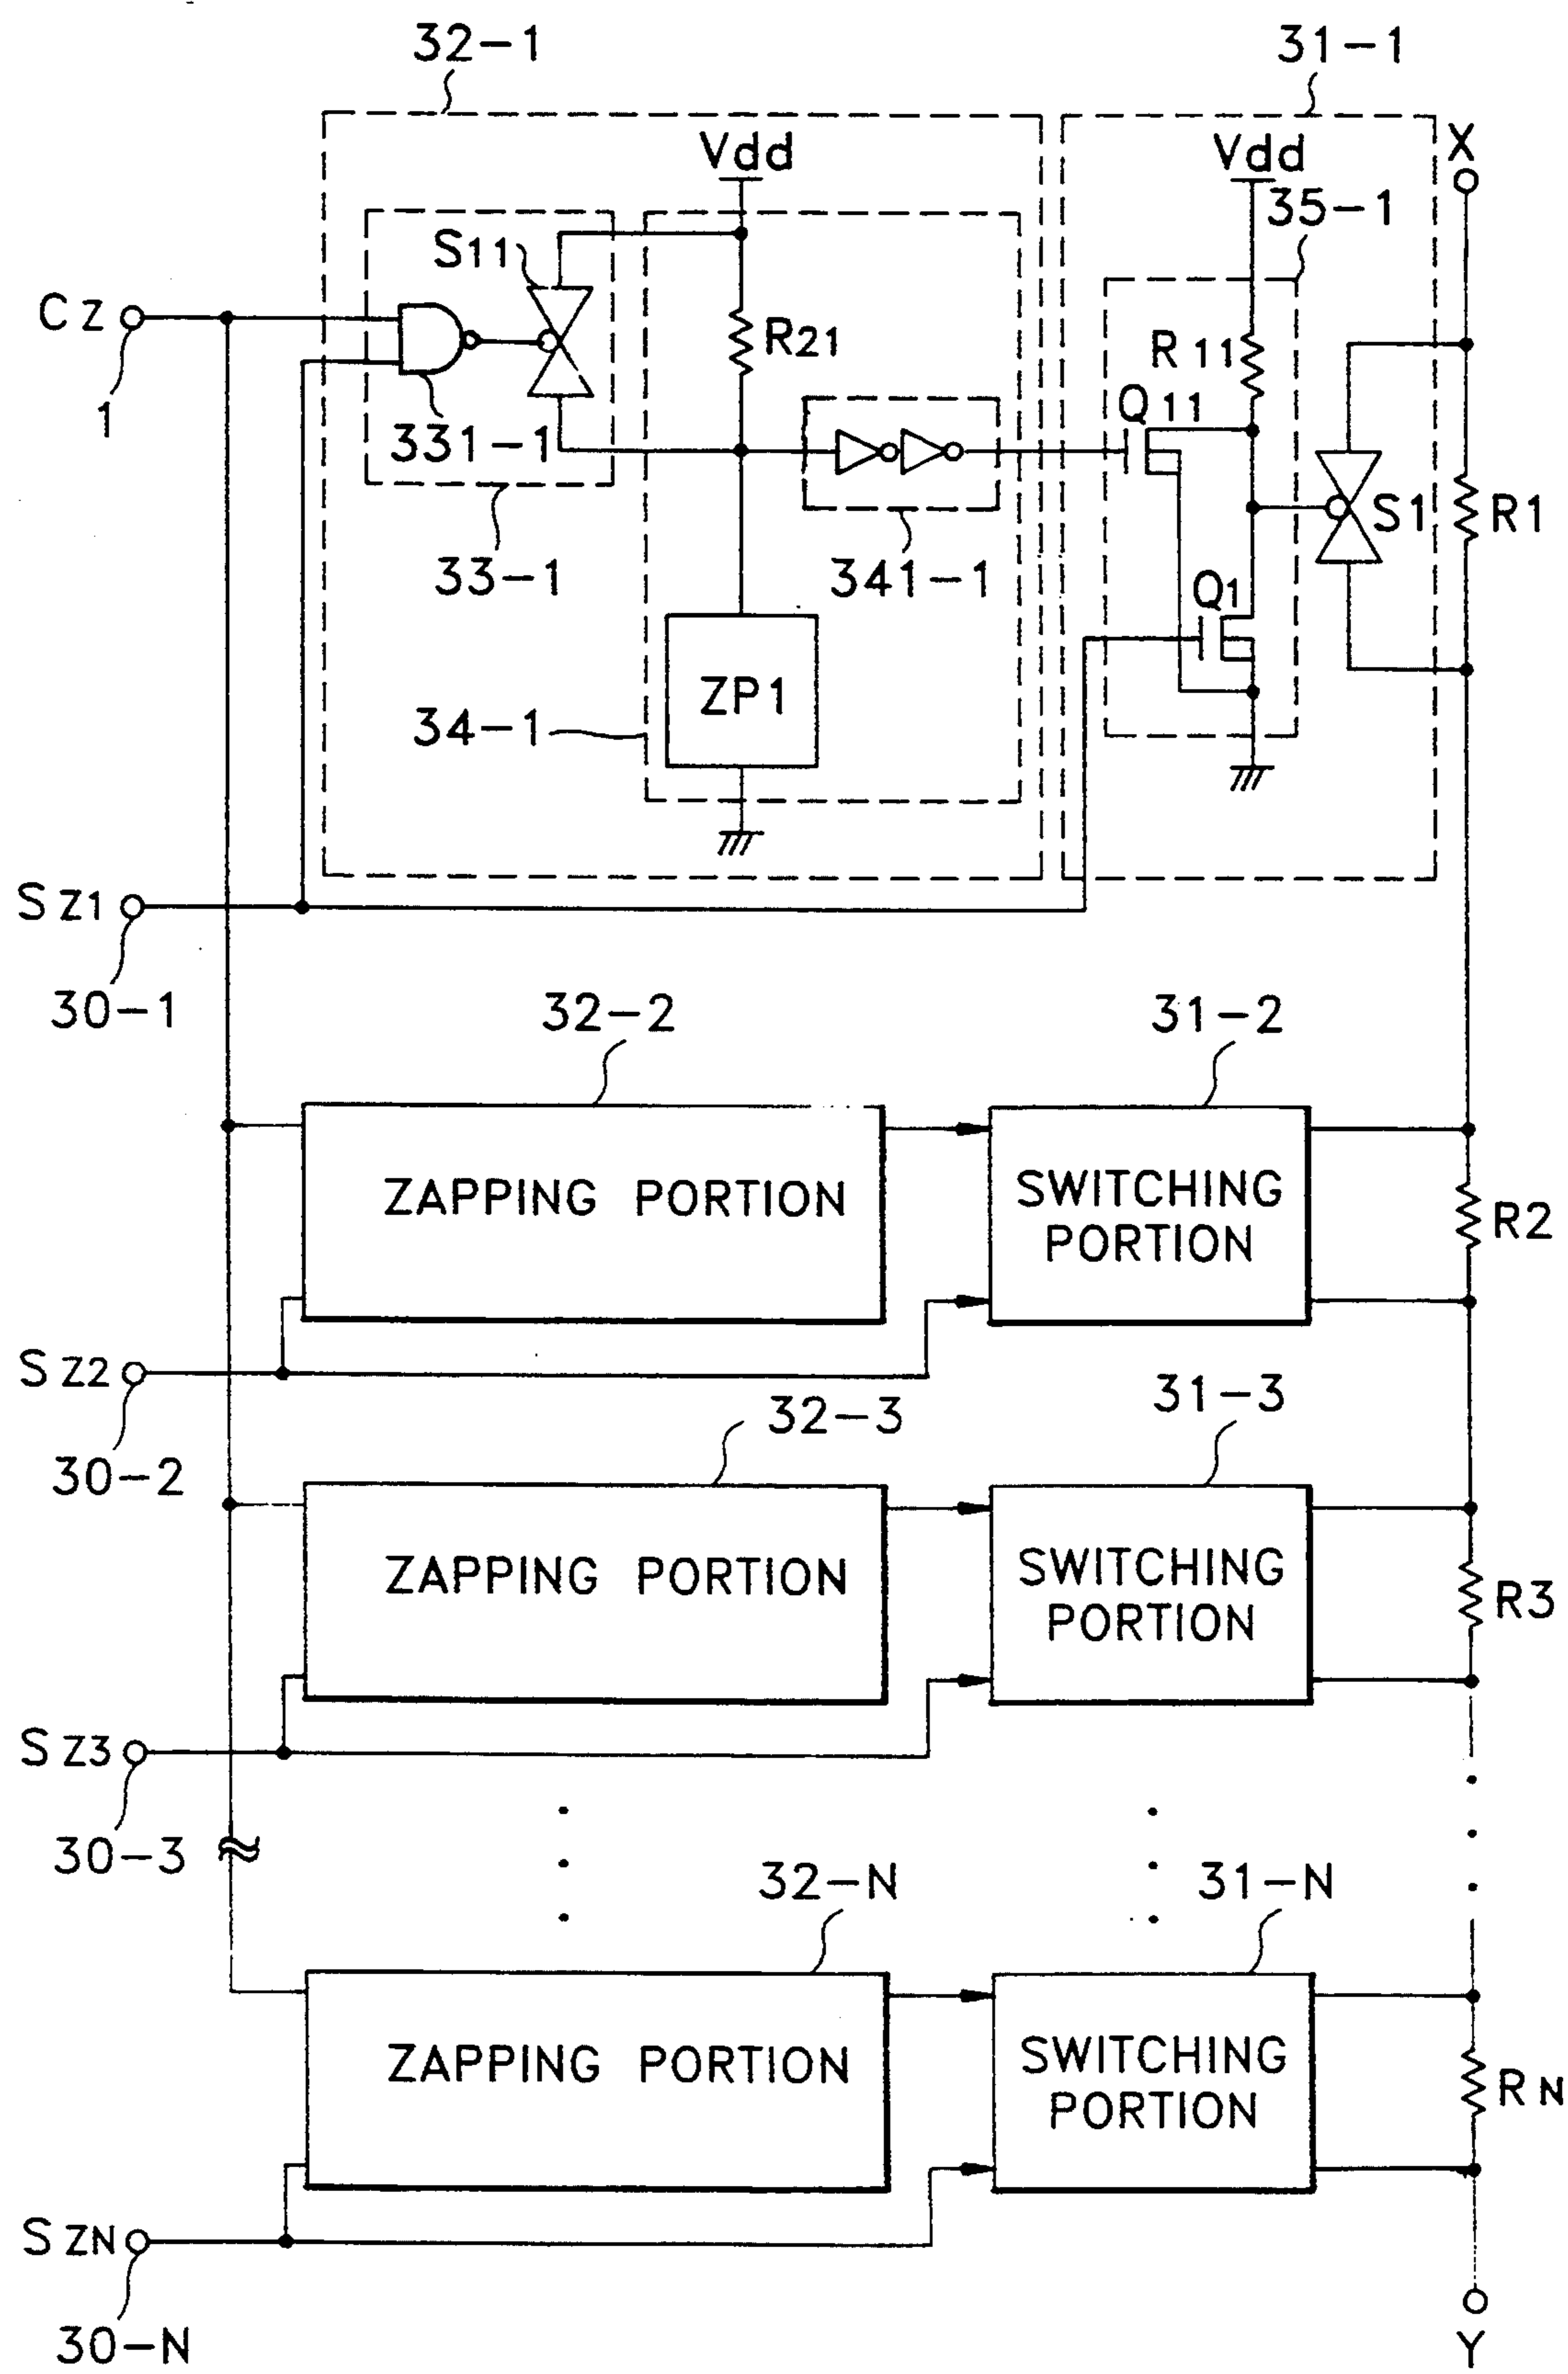 32-1
31-1
Vdd
Vdd
X
35-1
S11
Cz
R21
R11
Q11
1
331-1
S1
R1
33-1
341-1
Q1
ZP1
34-1
Sz1
30-1
32-2
31-2
ZAPPING PORTION
SWITCHING
PORTION
R2
Sz2
31-3
32-3
30-2
ZAPPING PORTION
SWITCHING
PORTION
R3
Sz3
30-3
32-N
31-N
ZAPPING PORTION
SWITCHING
PORTION
RN
SZN
30-N
Y